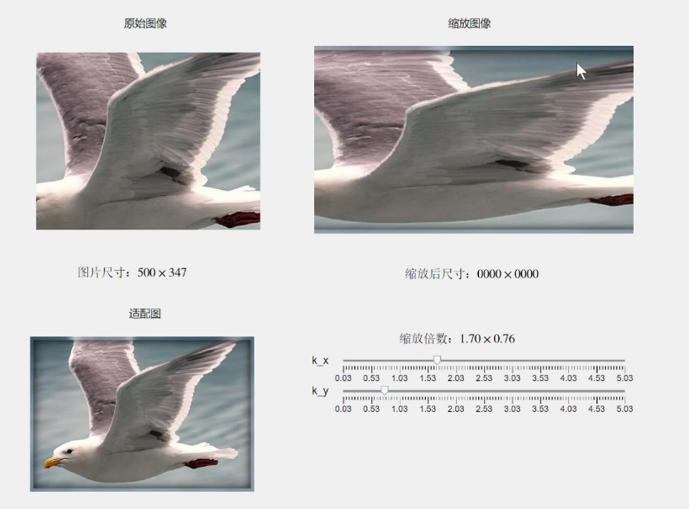 原始图像
缩放图像
图片尺寸：500 × 347
缩放后尺寸：0000 × 0000
适配图
缩放倍数：1.70 × 0.76
k_x
0.03 0.53 1.03 1.53 2.03 2.53 3.03 3.53 4.03 4.53 5.03
k_y
0.03 0.53 1.03 1.53 2.03 2.53 3.03 3.53 4.03 4.53 5.03